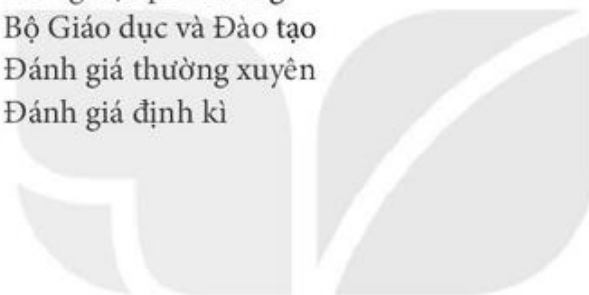 Bộ Giáo dục và Đào tạo
Đánh giá thường xuyên
Đánh giá định kì